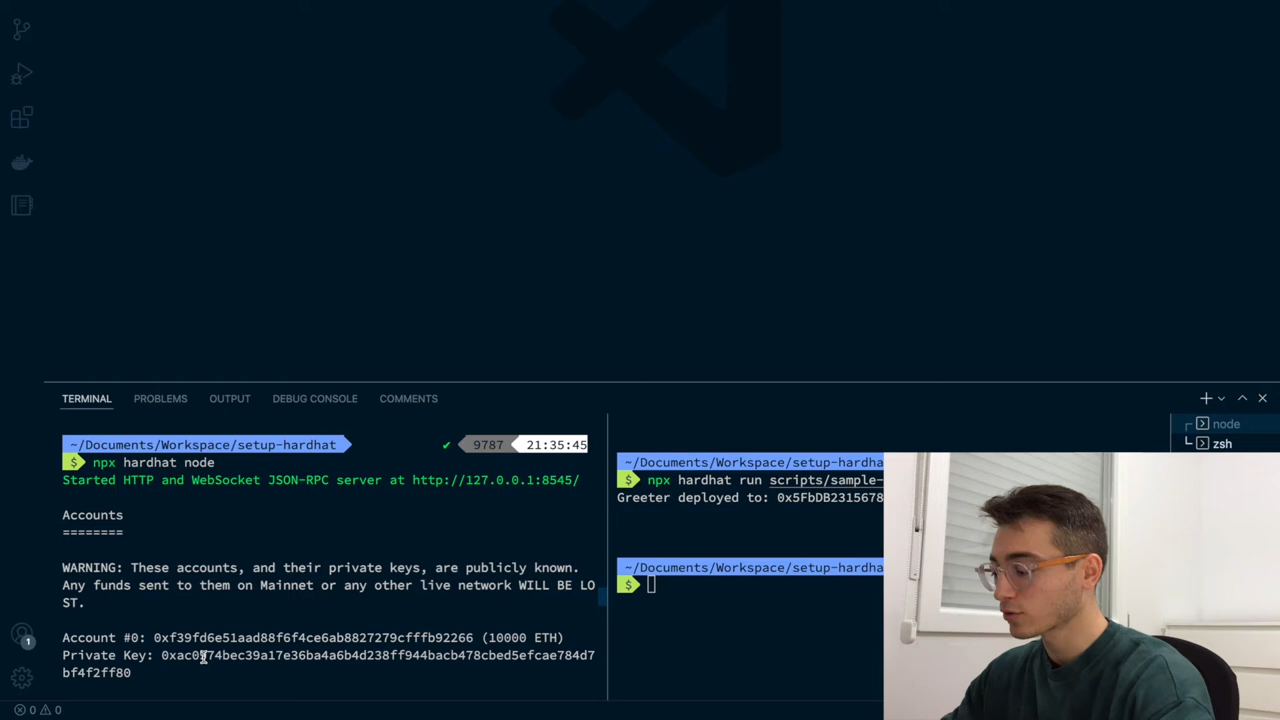 TERMINAL PROBLEMS OUTPUT DEBUG CONSOLE COMMENTS
~/Documents/Workspace/setup-hardhat ✔ 9787 21:35:45
$ npx hardhat node
Started HTTP and WebSocket JSON-RPC server at http://127.0.0.1:8545/
Accounts
========
WARNING: These accounts, and their private keys, are publicly known.
Any funds sent to them on Mainnet or any other live network WILL BE LO
ST.
Account #0: 0xf39fd6e51aad88f6f4ce6ab8827279cfffb92266 (10000 ETH)
Private Key: 0xac0974bec39a17e36ba4a6b4d238ff944bacb478cbed5efcae784d7
bf4f2ff80
~/Documents/Workspace/setup-hardha
$ npx hardhat run scripts/sample-
Greeter deployed to: 0x5FbDB2315678
~/Documents/Workspace/setup-hardha
$
node
zsh
1
0 0